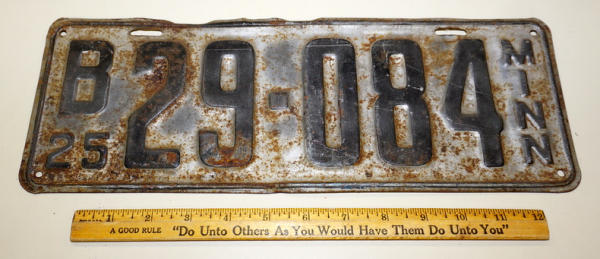 B 29-084 MINN
25
1 2 3 4 5 6 7 8 9 10 11 12
A GOOD RULE "Do Unto Others As You Would Have Them Do Unto You"